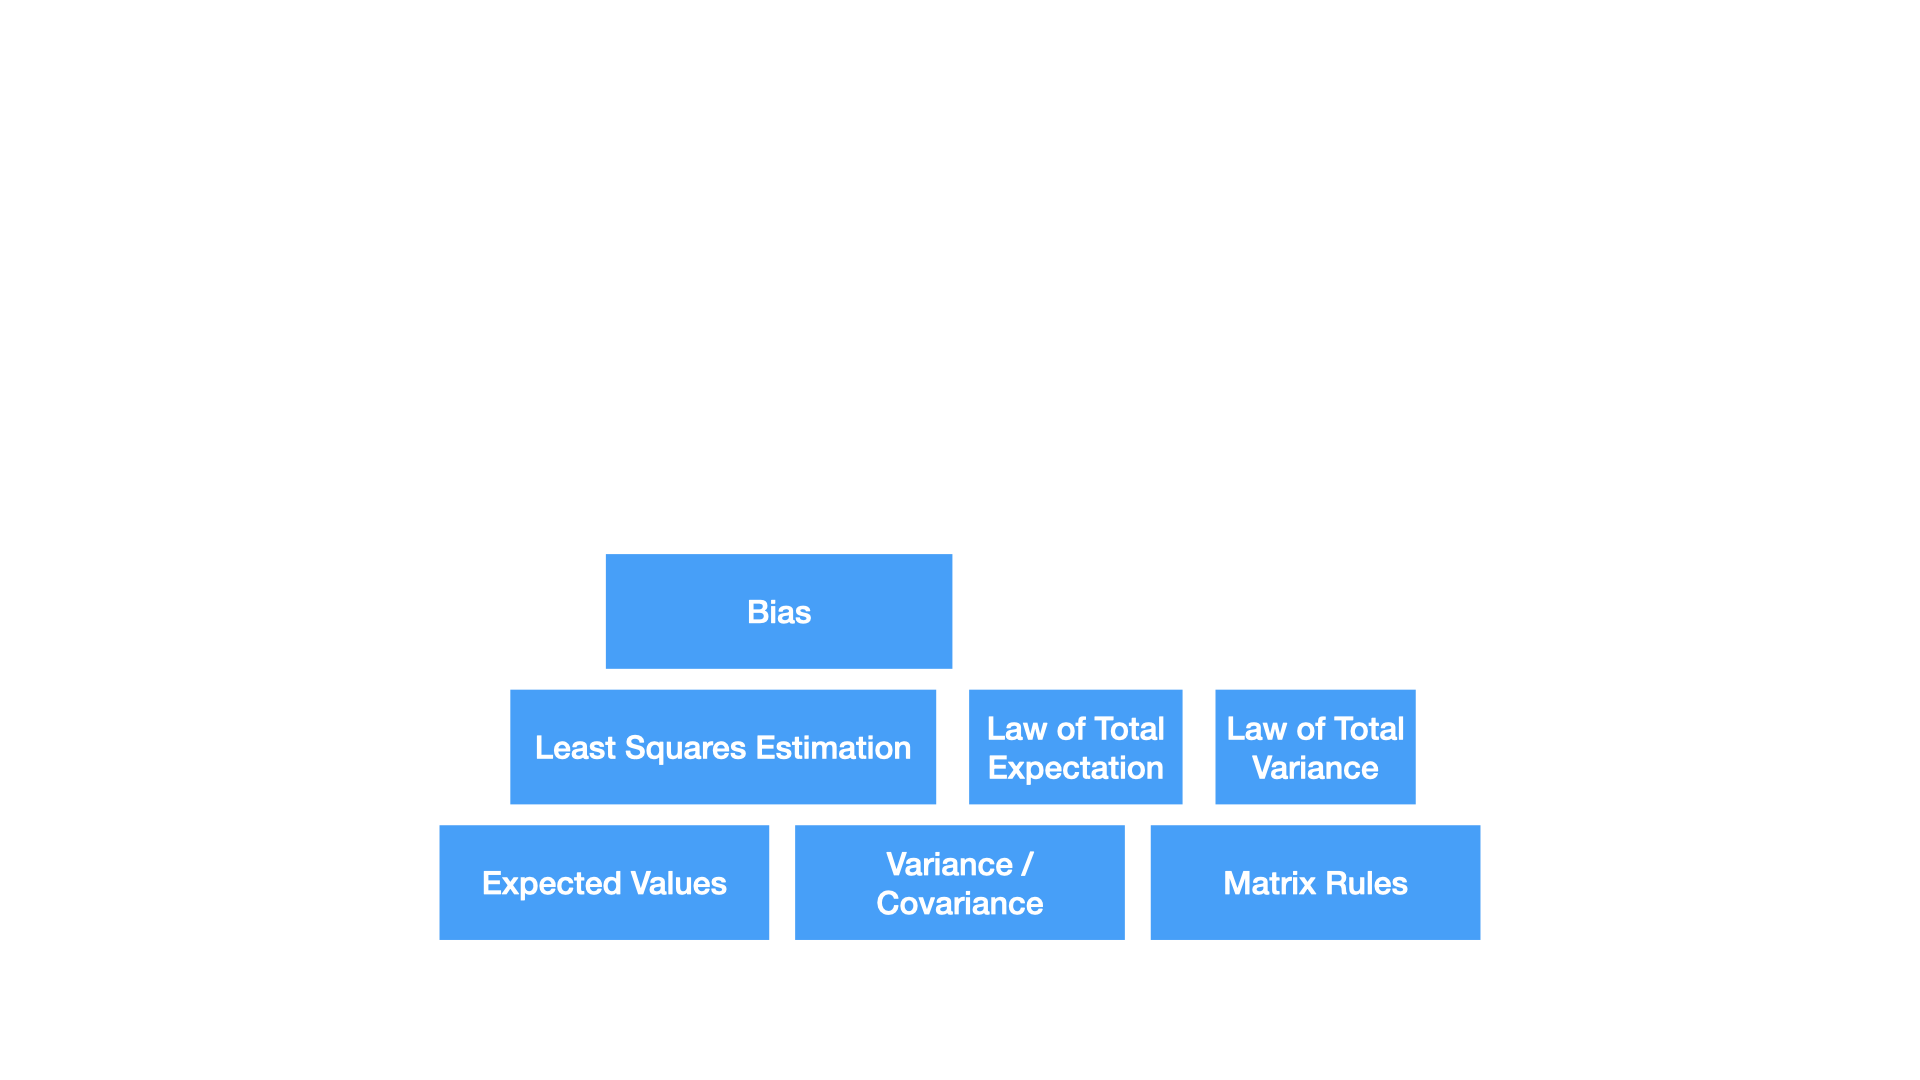 Bias
Least Squares Estimation
Law of Total
Expectation
Law of Total
Variance
Expected Values
Variance /
Covariance
Matrix Rules